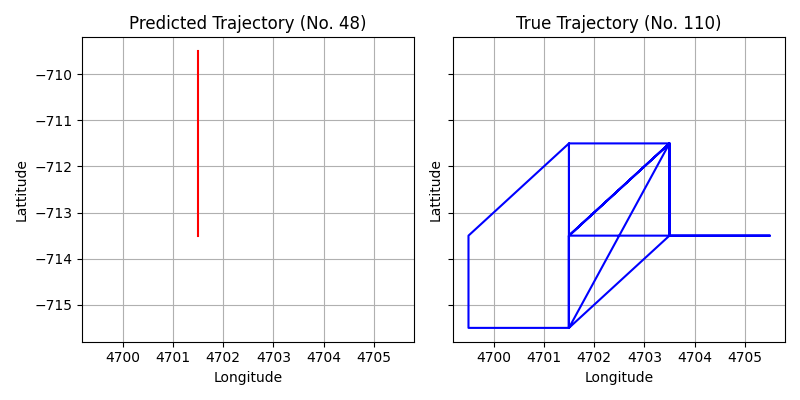 Predicted Trajectory (No. 48)
True Trajectory (No. 110)
Lattitude
−710
−711
−712
−713
−714
−715
4700 4701 4702 4703 4704 4705
Longitude
Lattitude
4700 4701 4702 4703 4704 4705
Longitude